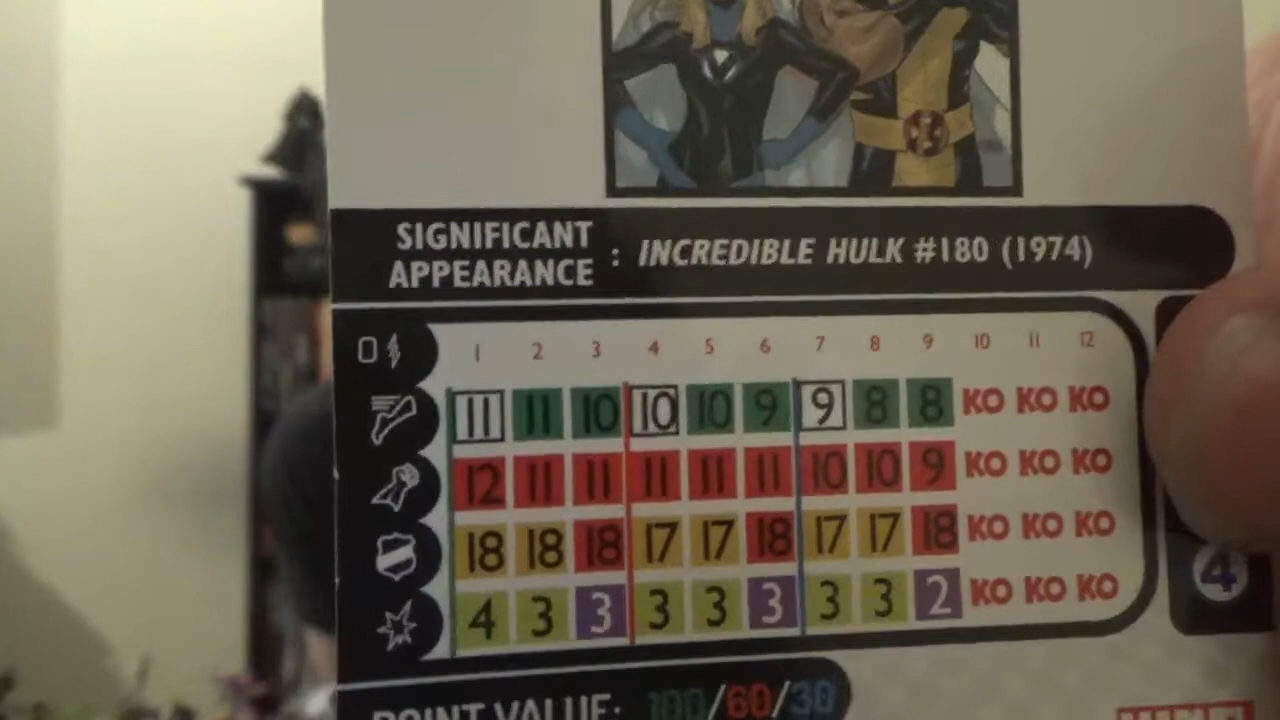 SIGNIFICANT APPEARANCE : INCREDIBLE HULK #180 (1974)
0 1 2 3 4 5 6 7 8 9 10 11 12
11 11 10 10 10 9 9 8 8 KO KO KO
12 11 11 11 11 11 10 10 9 KO KO KO
18 18 18 17 17 18 17 17 18 KO KO KO
4 3 3 3 3 3 3 3 2 KO KO KO
4
POINT VALUE: 100/60/30
MARVEL